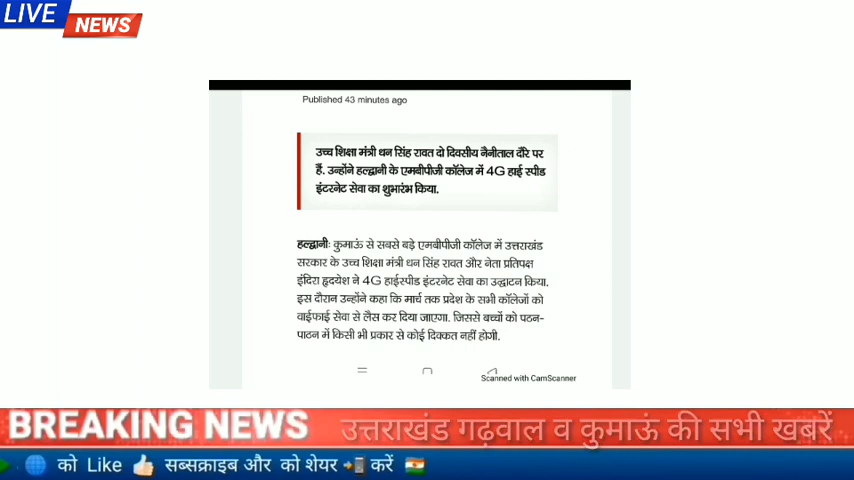 LIVE
NEWS
Published 43 minutes ago
उच्च शिक्षा मंत्री धन सिंह रावत दो दिवसीय नैनीताल दौरे पर
हैं. उन्होंने हल्द्वानी के एमबीपीजी कॉलेज में 4G हाई स्पीड
इंटरनेट सेवा का शुभारंभ किया.
हल्द्वानी: कुमाऊं से सबसे बड़े एमबीपीजी कॉलेज में उत्तराखंड
सरकार के उच्च शिक्षा मंत्री धन सिंह रावत और नेता प्रतिपक्ष
इंदिरा हृदयेश ने 4G हाईस्पीड इंटरनेट सेवा का उद्घाटन किया.
इस दौरान उन्होंने कहा कि मार्च तक प्रदेश के सभी कॉलेजों को
वाईफाई सेवा से लैस कर दिया जाएगा. जिससे बच्चों को पठन-
पाठन में किसी भी प्रकार से कोई दिक्कत नहीं होगी.
Scanned with CamScanner
BREAKING NEWS उत्तराखंड गढ़वाल व कुमाऊं की सभी खबरें
को Like 👍🏻 सब्सक्राइब और को शेयर 📲 करें 🇮🇳